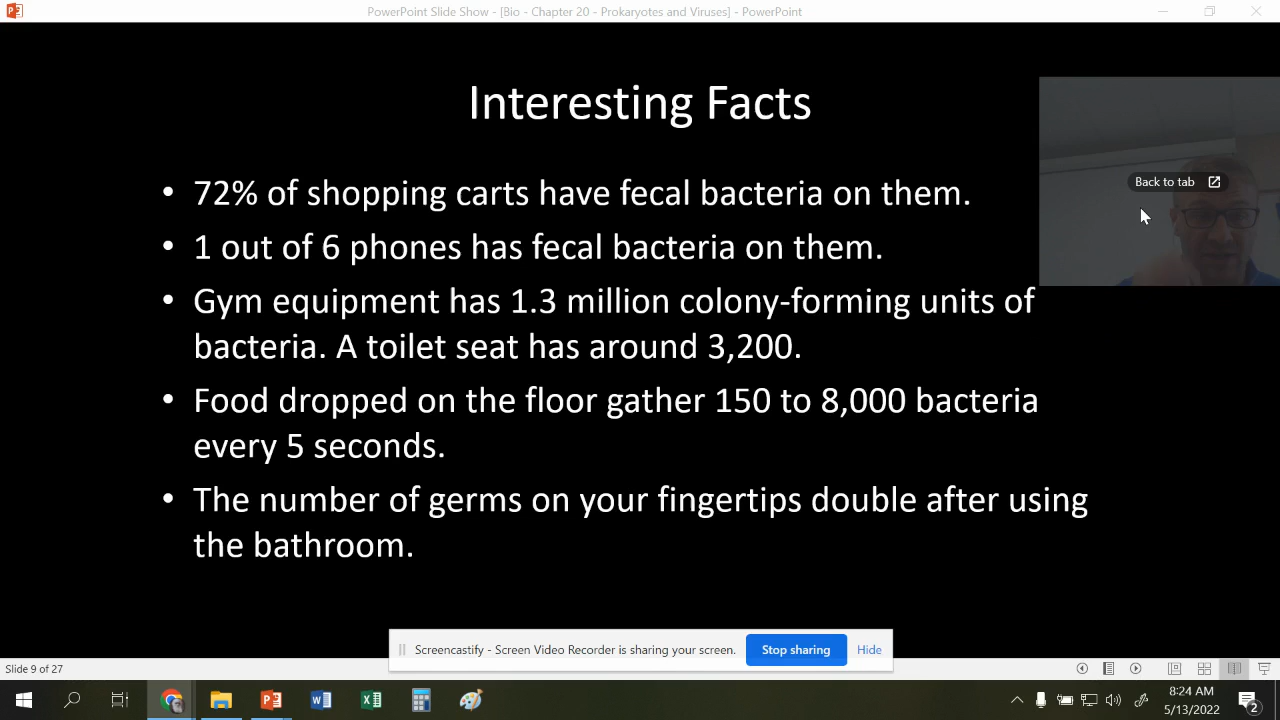 PowerPoint Slide Show - [Bio - Chapter 20 - Prokaryotes and Viruses] - PowerPoint
Interesting Facts
Back to tab
• 72% of shopping carts have fecal bacteria on them.
• 1 out of 6 phones has fecal bacteria on them.
• Gym equipment has 1.3 million colony-forming units of
bacteria. A toilet seat has around 3,200.
• Food dropped on the floor gather 150 to 8,000 bacteria
every 5 seconds.
• The number of germs on your fingertips double after using
the bathroom.
Screencastify - Screen Video Recorder is sharing your screen.
Stop sharing
Hide
Slide 9 of 27
8:24 AM
5/13/2022
2